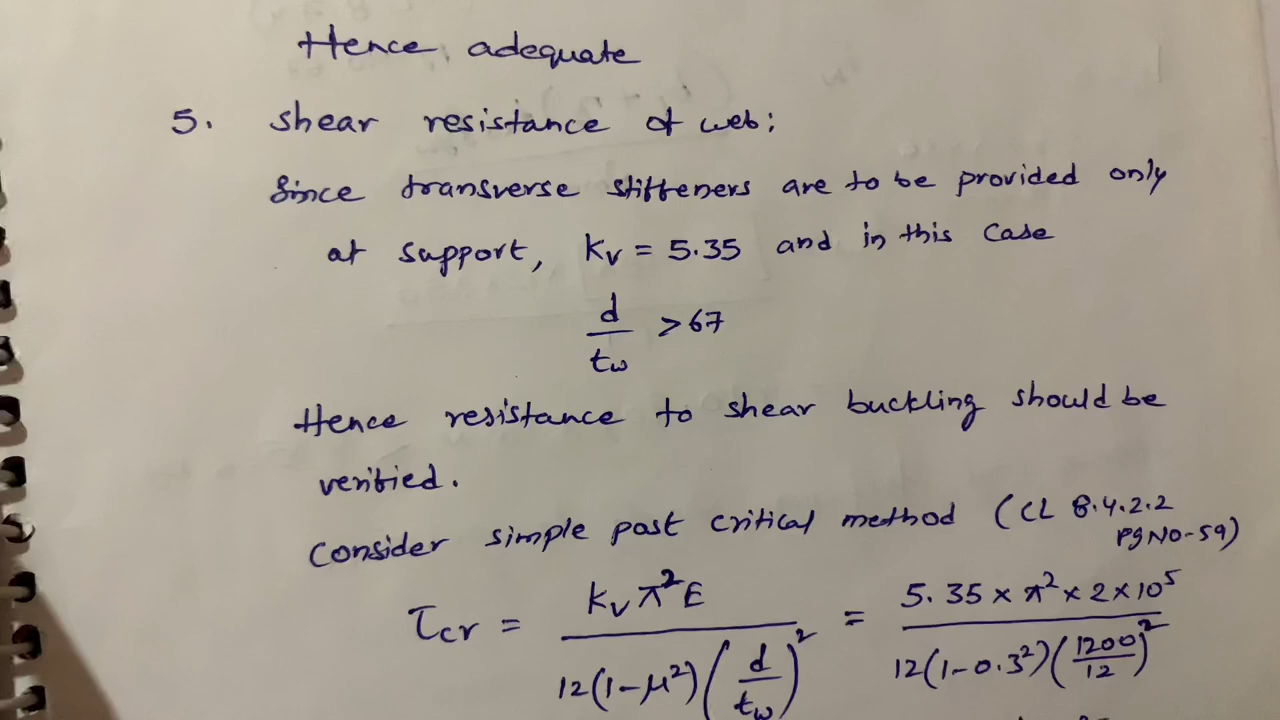 Hence, adequate
5. Shear resistance of web:
Since transverse stiffeners are to be provided only
at support, Kv = 5.35 and in this case
d/tw > 67
Hence resistance to shear buckling should be
verified.
Consider simple post critical method (CL 8.4.2.2
Pg No-59)
τcr = Kv π² E / 12(1-μ²)(d/tw)² = 5.35 × π² × 2 × 10⁵ / 12(1-0.3²)(1200/12)²